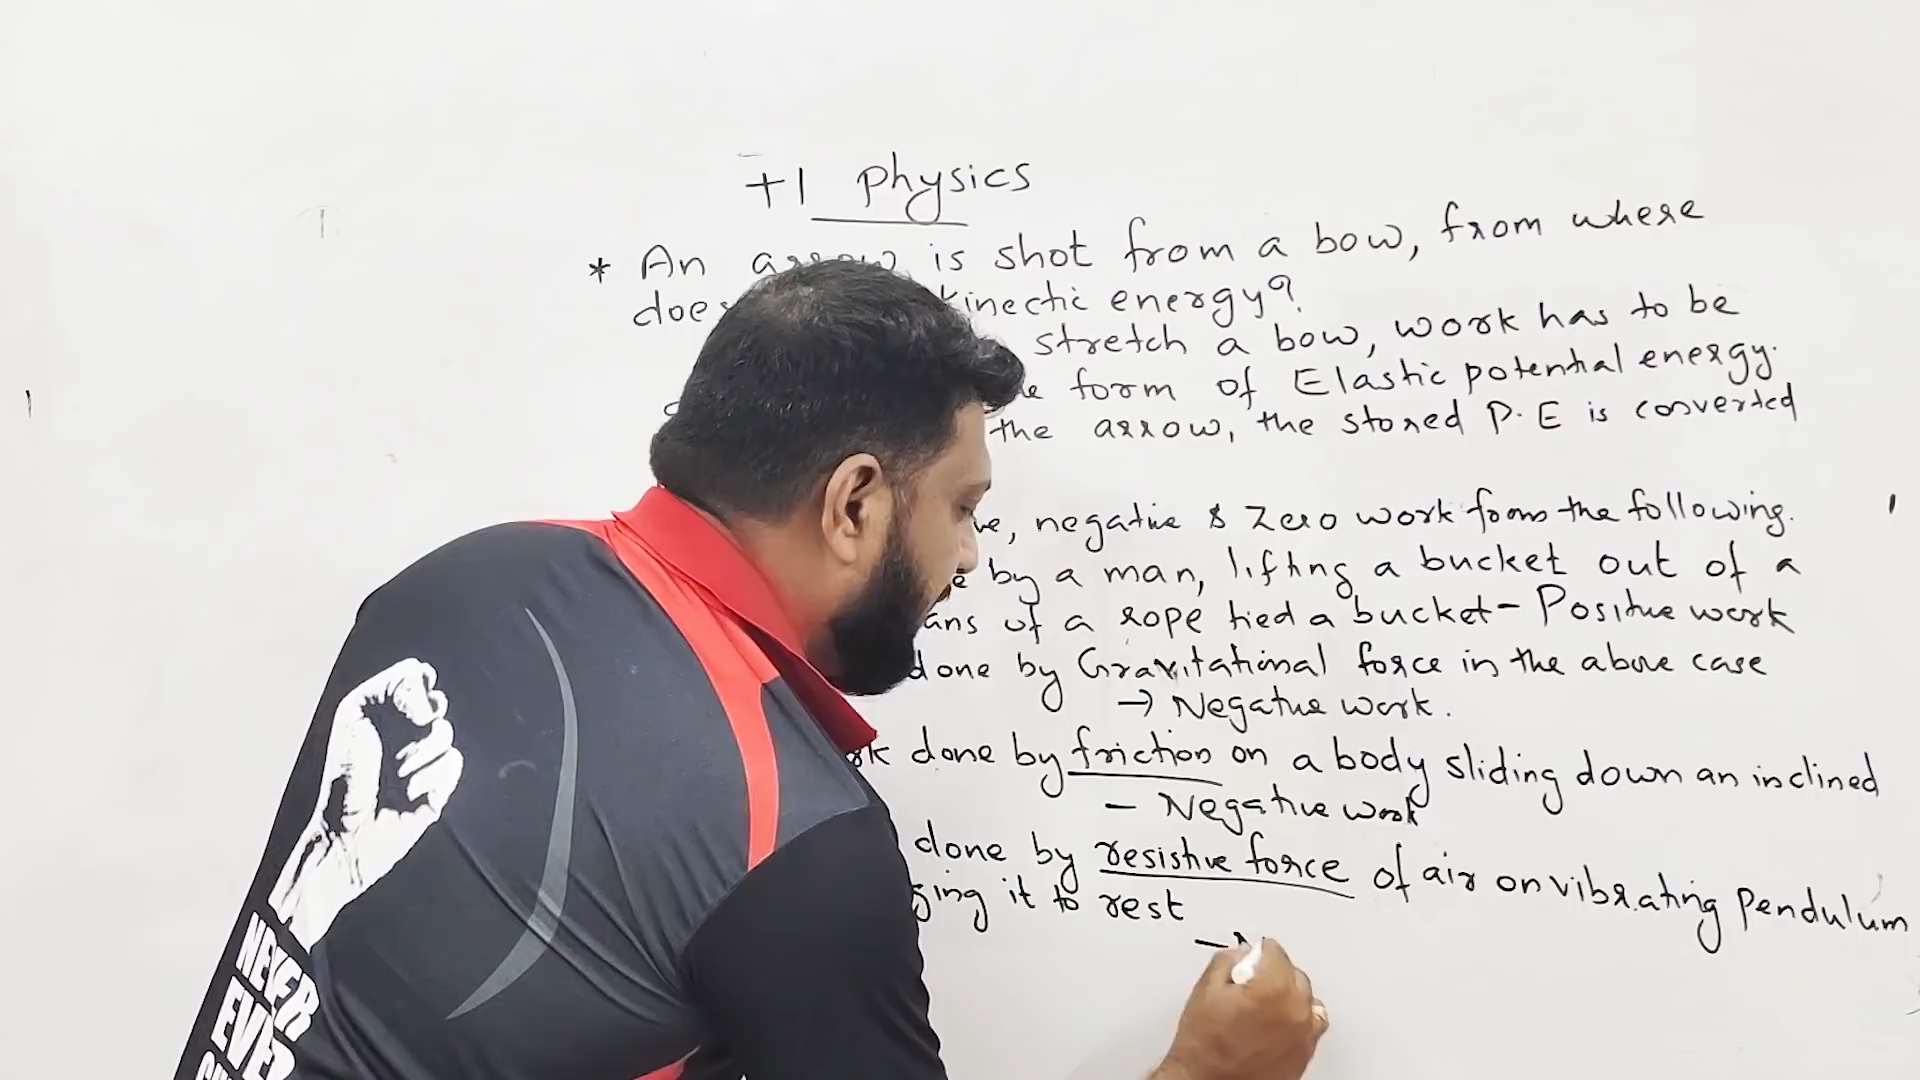 +1 Physics
* An arrow is shot from a bow, from where
does kinectic energy?
stretch a bow, work has to be
form of Elastic potential energy.
the arrow, the stored P.E is converted
negative & Zero work from the following.
by a man, lifting a bucket out of a
of a rope tied a bucket - Positive work
done by Gravitational force in the above case
→ Negative work.
done by friction on a body sliding down an inclined
- Negative work
done by resistive force of air on vibrating Pendulum
it to rest
- N
NEVER
EVER